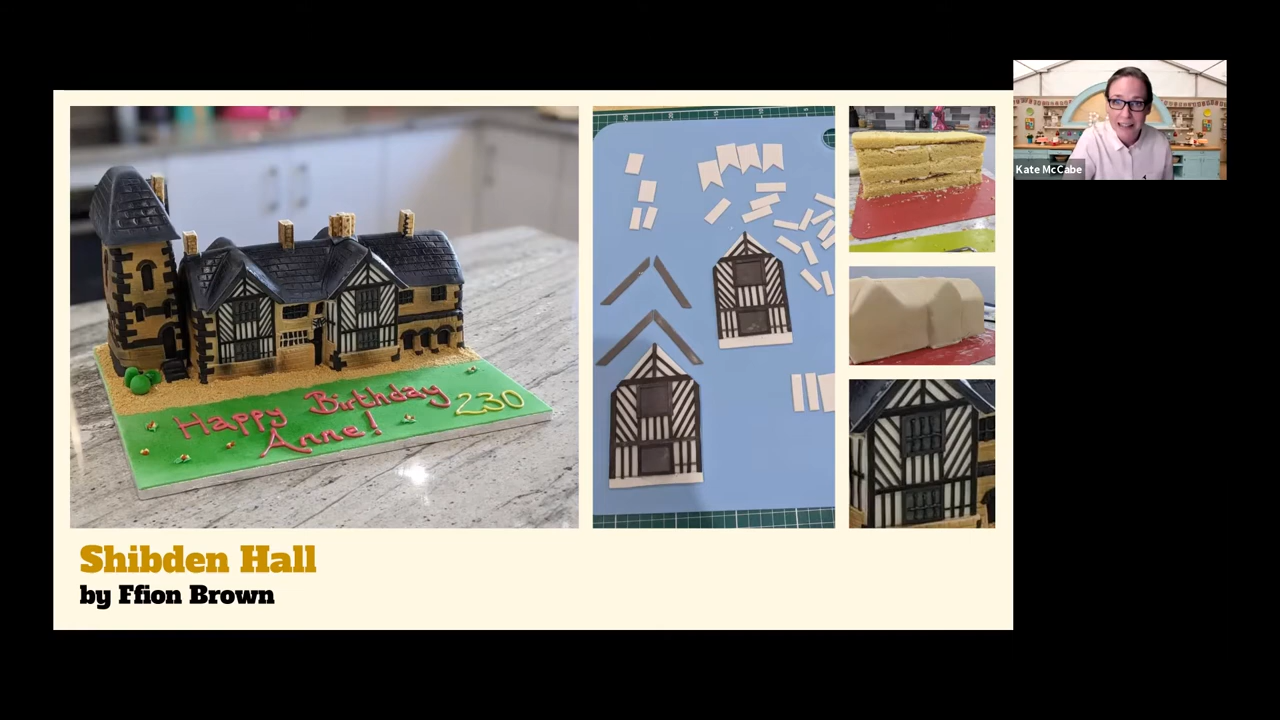 Happy Birthday
Anne!
230
Shibden Hall
by Ffion Brown
Kate McCabe